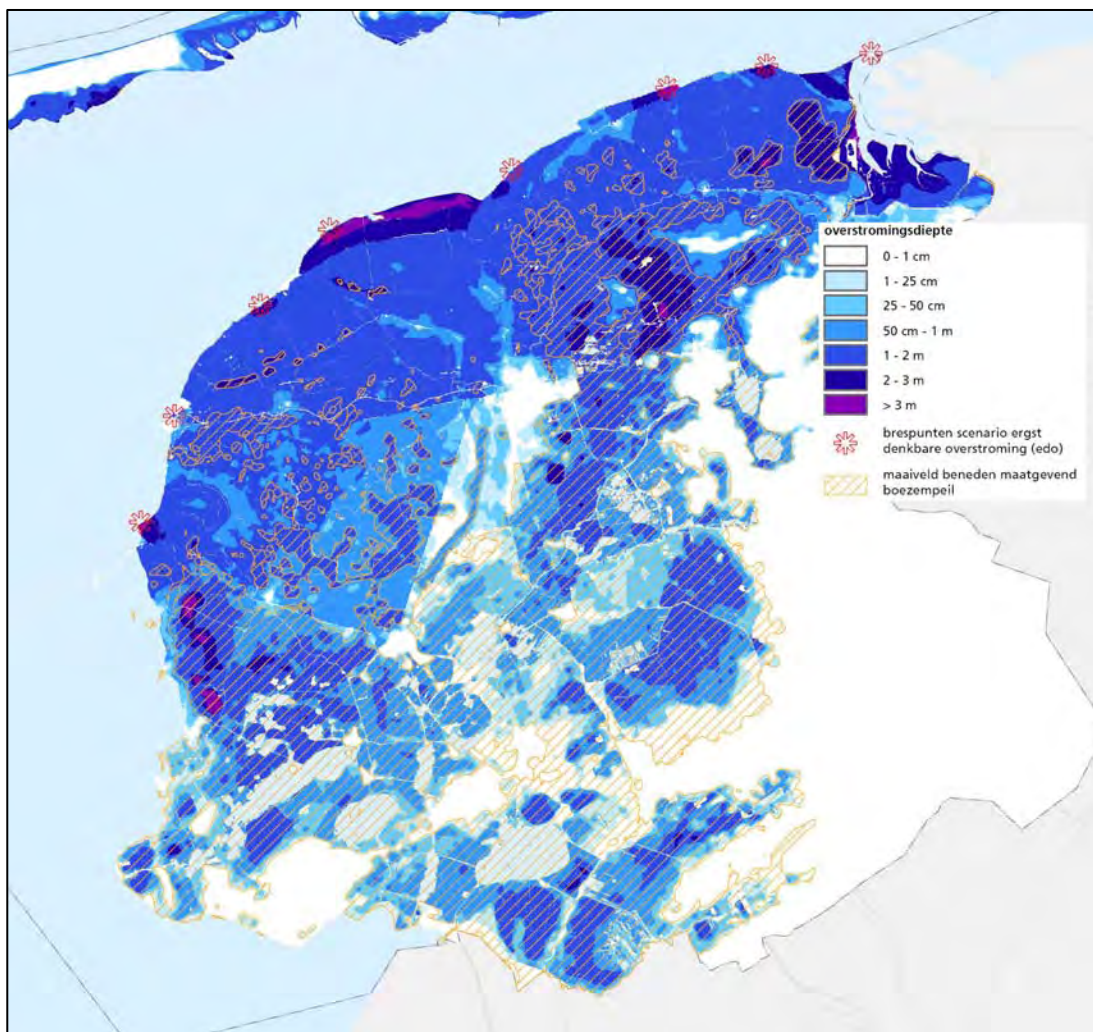 overstromingsdiepte
0 - 1 cm
1 - 25 cm
25 - 50 cm
50 cm - 1 m
1 - 2 m
2 - 3 m
> 3 m
brespunten scenario ergst
denkbare overstroming (edo)
maaiveld beneden maatgevend
boezempeil